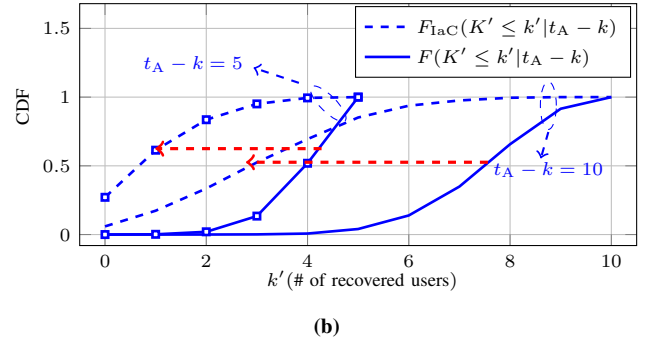 F_IaC(K′ ≤ k′|t_A − k)
F(K′ ≤ k′|t_A − k)
t_A − k = 5
t_A − k = 10
CDF
1.5
1
0.5
0
0 2 4 6 8 10
k′(# of recovered users)
(b)